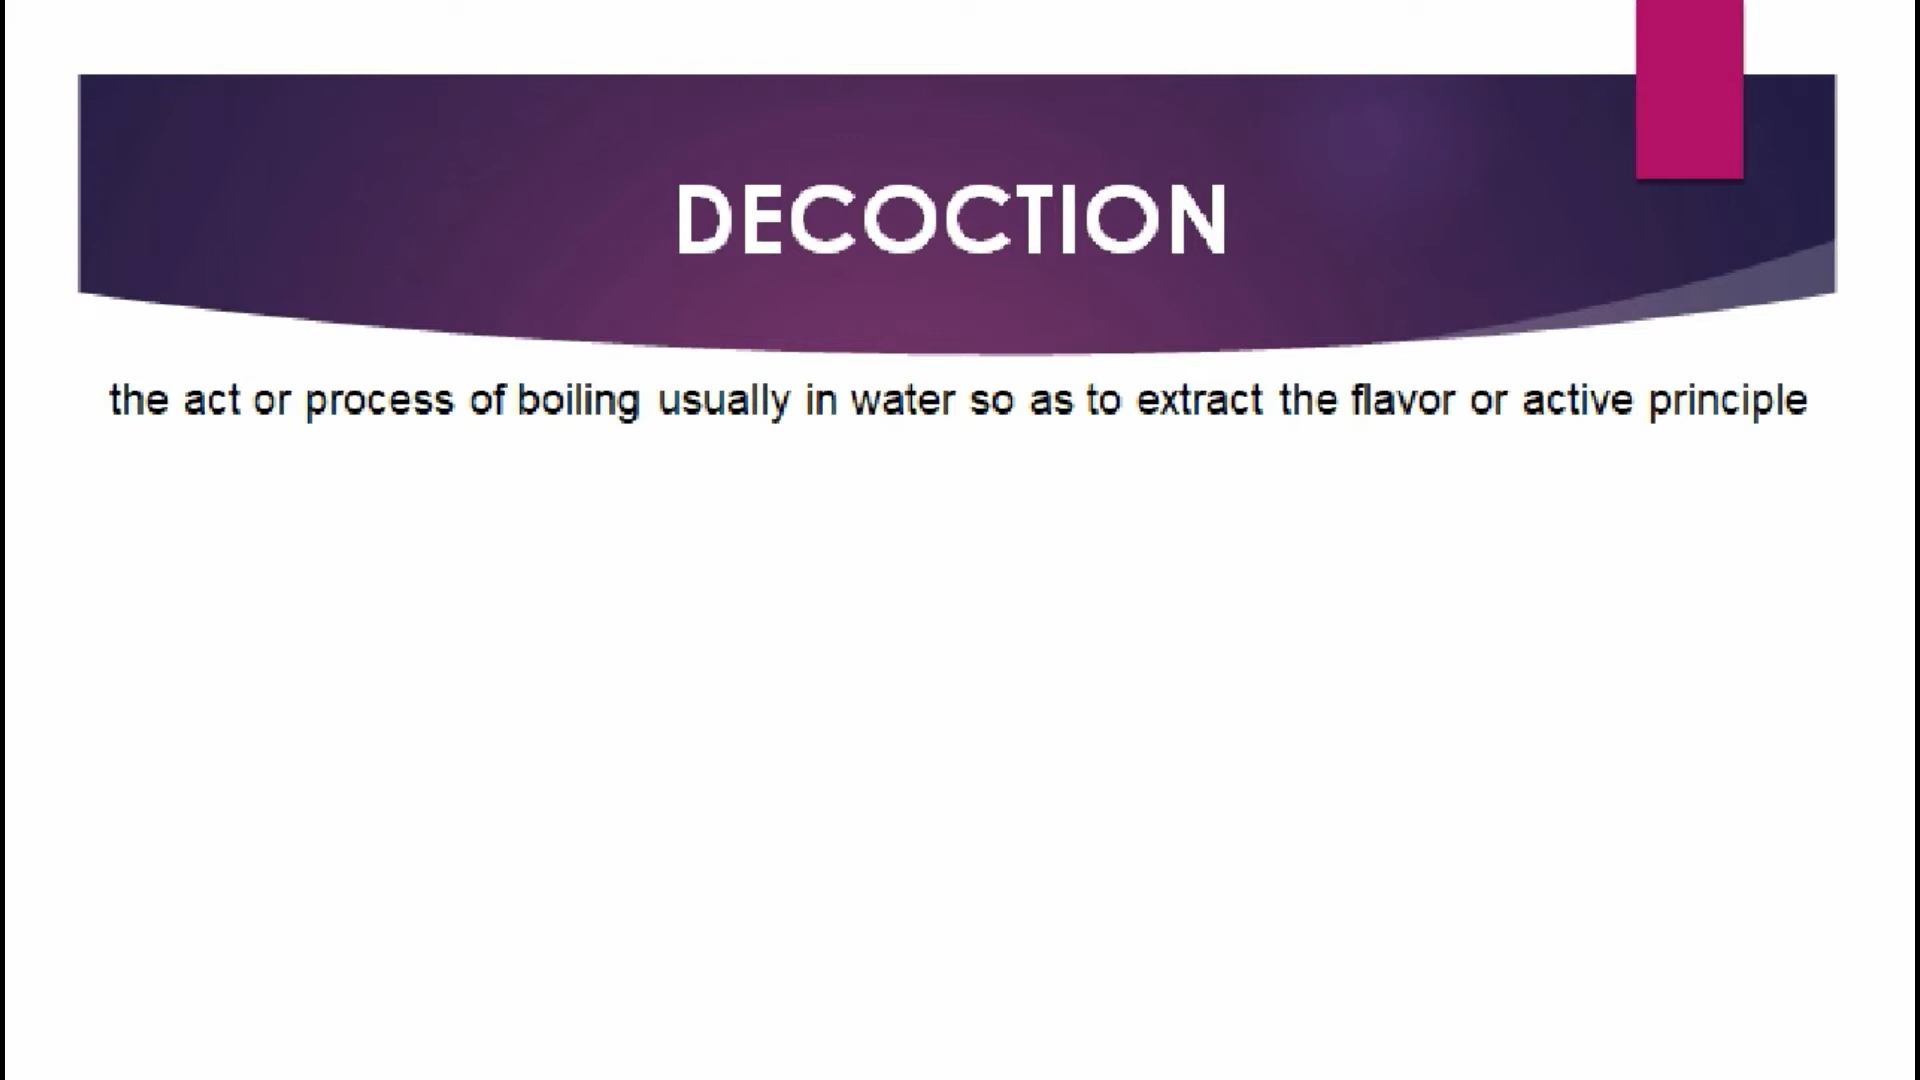 DECOCTION
the act or process of boiling usually in water so as to extract the flavor or active principle